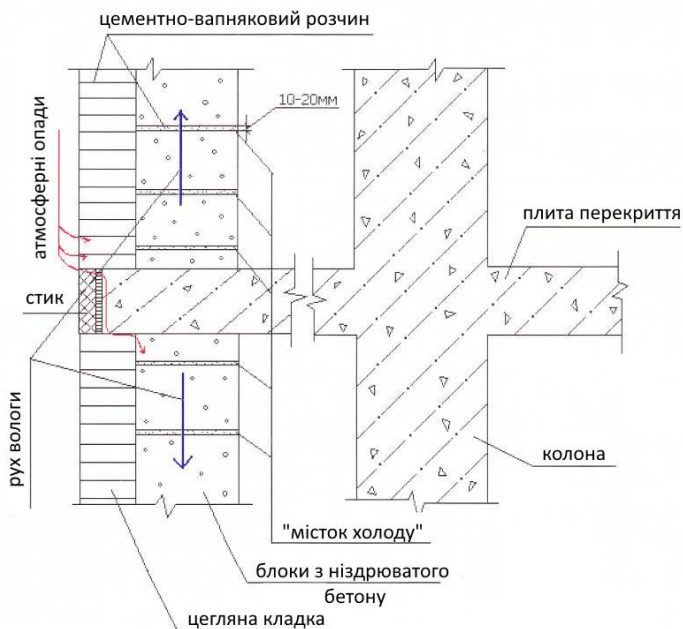 цементно-вапняковий розчин
10-20мм
атмосферні опади
плита перекриття
стик
рух вологи
колона
"місток холоду"
блоки з ніздрюватого
бетону
цегляна кладка